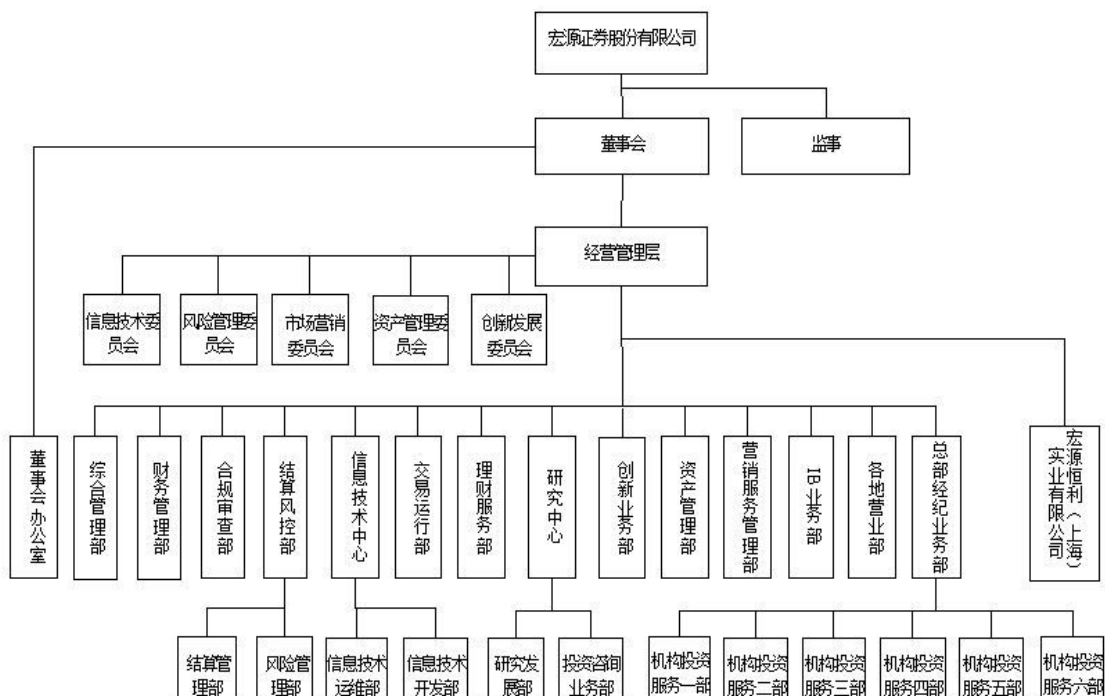 宏源证券股份有限公司
董事会
监事
经营管理层
信息技术委
员会
风险管理委
员会
市场营销
委员会
资产管理委
员会
创新发展
委员会
董事会办公室
综合管理部
财务管理部
合规审查部
结算风控部
信息技术中心
交易运行部
理财服务部
研究中心
创新业务部
资产管理部
营销服务管理部
IB业务部
各地营业部
总部经纪业务部
宏源恒利（上海）
实业有限公司
结算管
理部
风险管
理部
信息技术
运维部
信息技术
开发部
研究发
展部
投资咨询
业务部
机构投资
服务一部
机构投资
服务二部
机构投资
服务三部
机构投资
服务四部
机构投资
服务五部
机构投资
服务六部